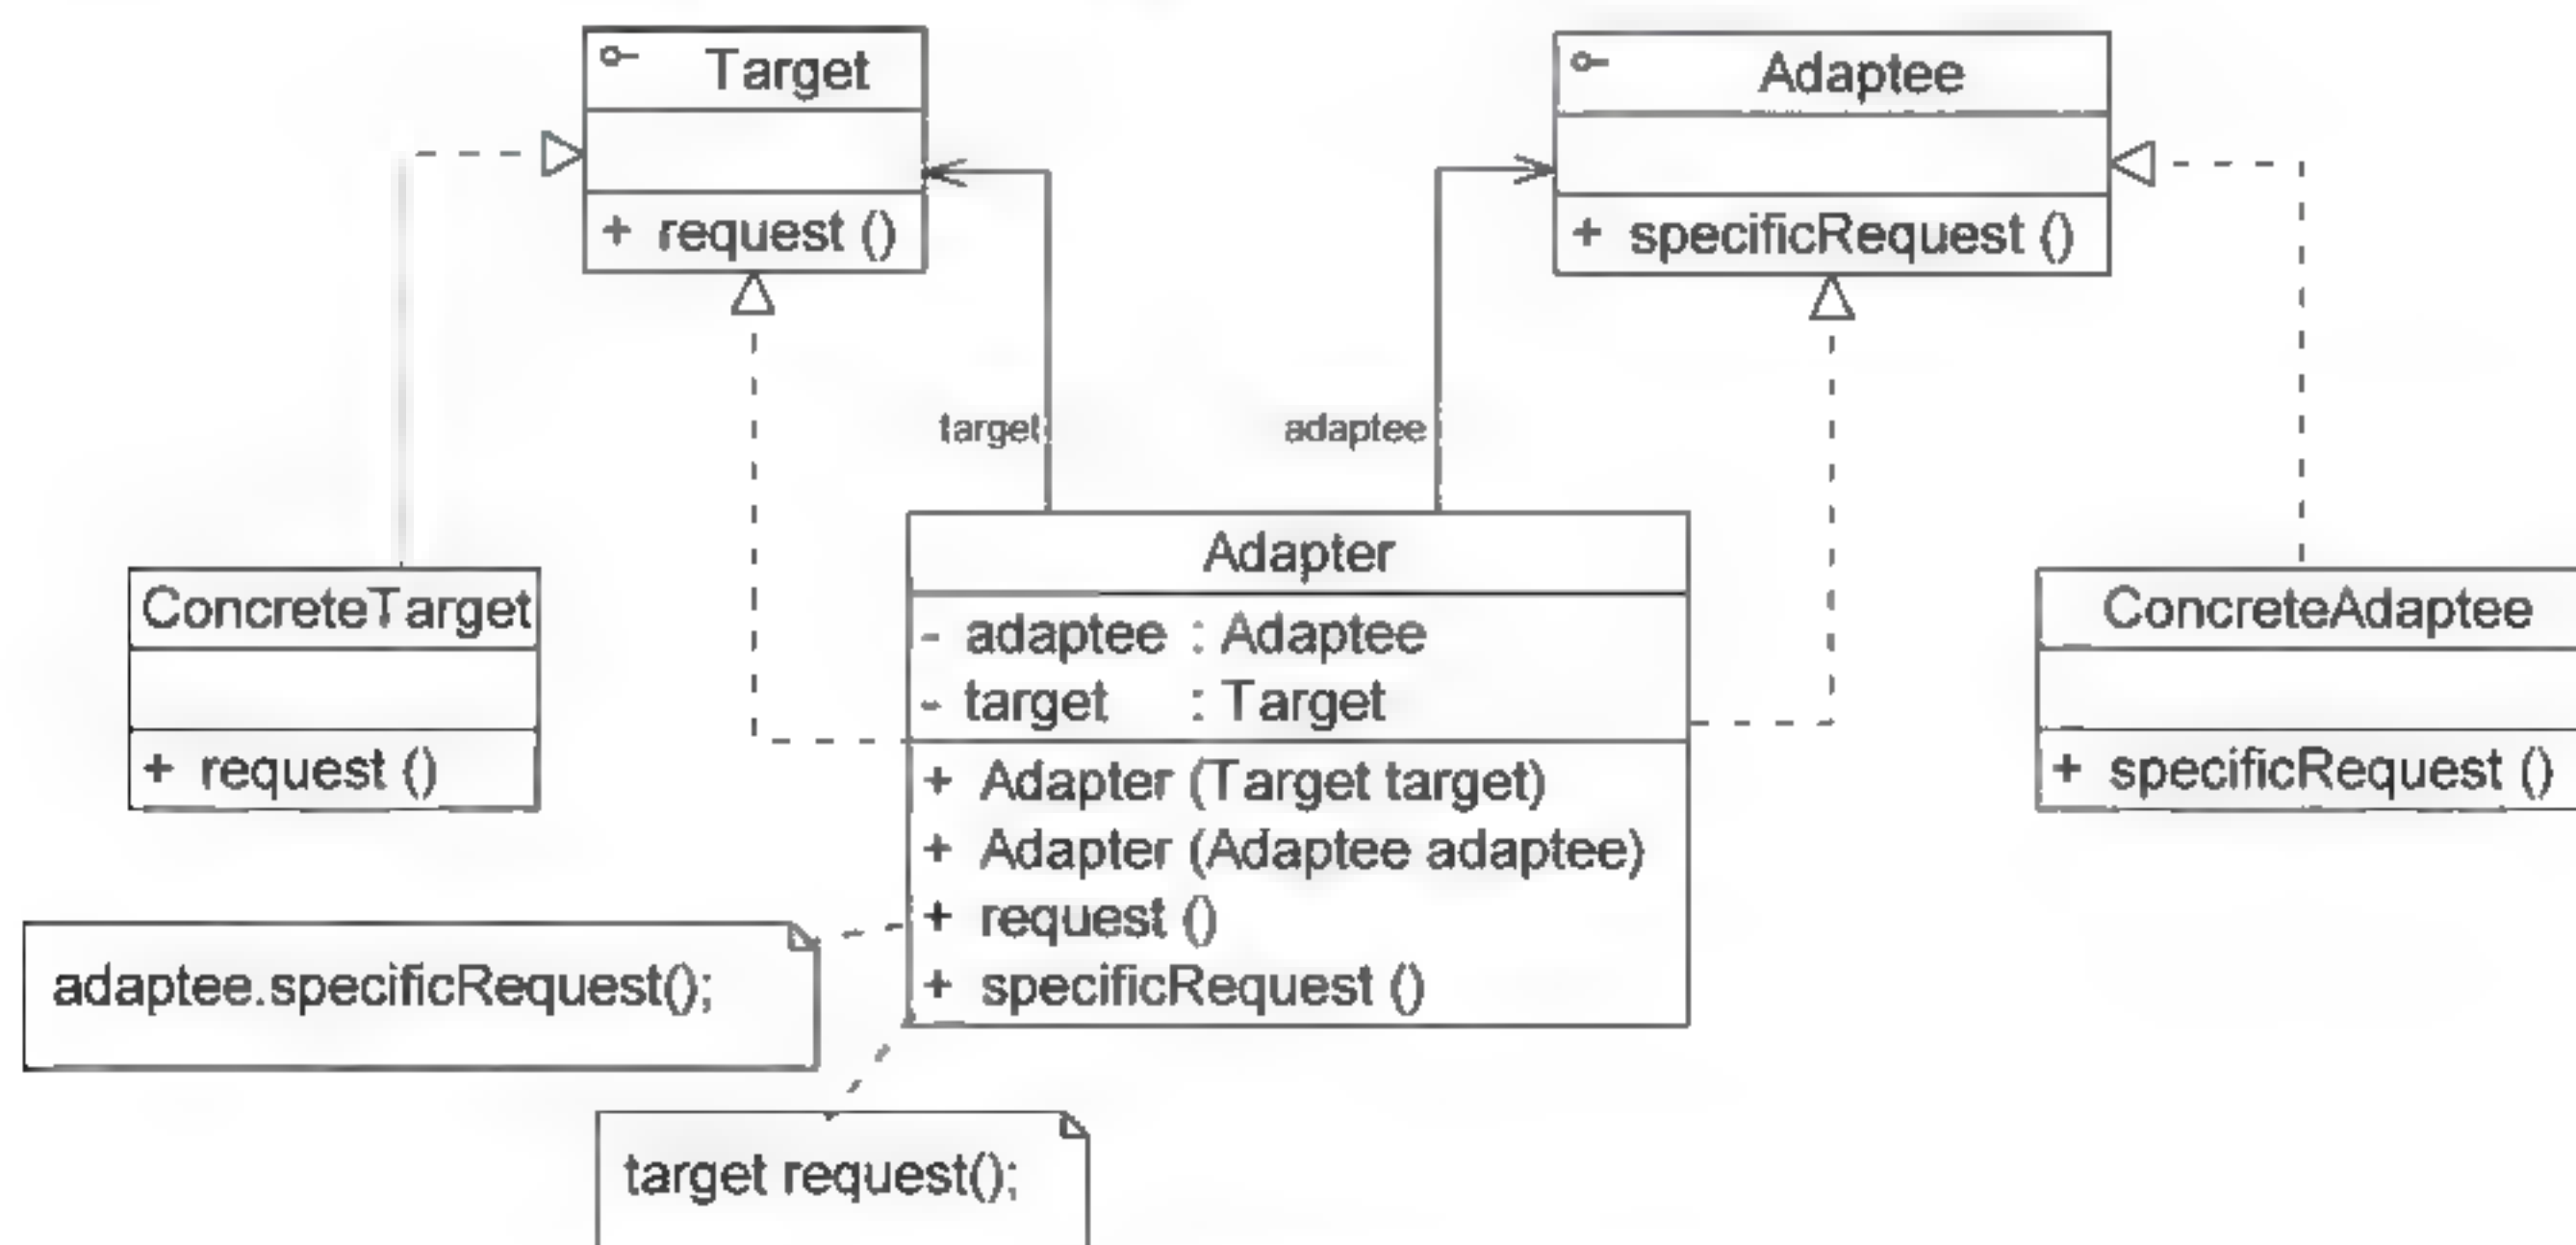 Target
+ request ()
Adaptee
+ specificRequest ()
target
adaptee
ConcreteTarget
+ request ()
Adapter
- adaptee : Adaptee
- target : Target
+ Adapter (Target target)
+ Adapter (Adaptee adaptee)
+ request ()
+ specificRequest ()
ConcreteAdaptee
+ specificRequest ()
adaptee.specificRequest();
target request();